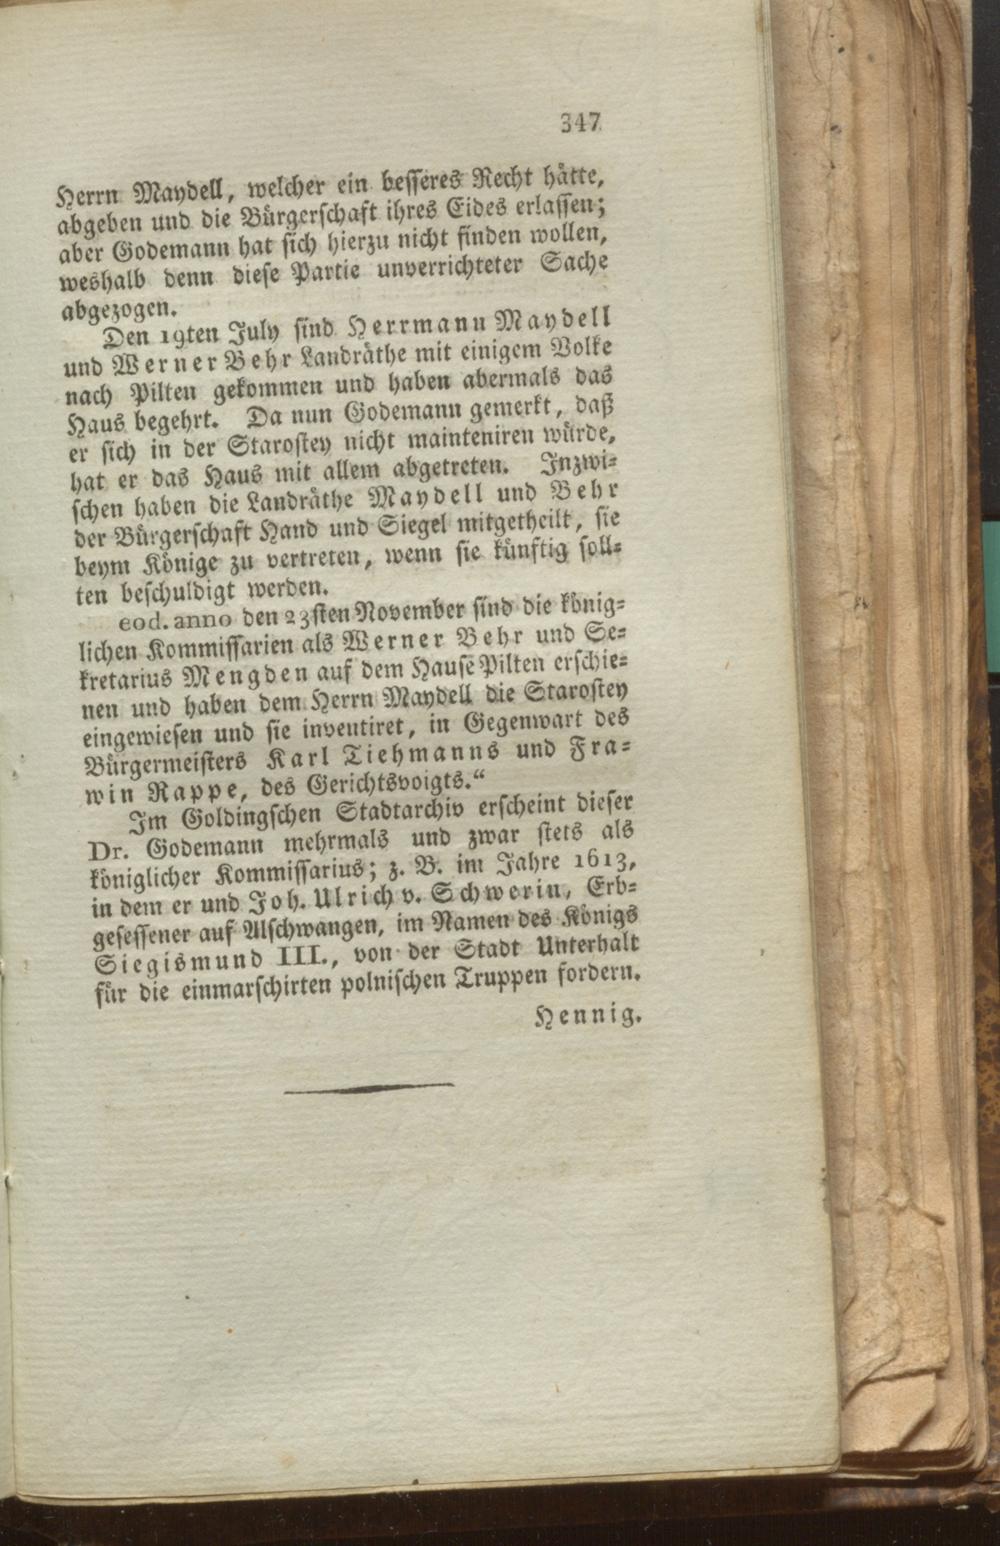 347
Herrn Maydell, welcher ein besseres Recht hätte,
abgeben und die Bürgerschaft ihres Eides erlassen;
aber Godemann hat sich hierzu nicht finden wollen,
weshalb denn diese Partie unverrichteter Sache
abgezogen.
Den 19ten July sind Herrmann Maydell
und Werner Behr Landräthe mit einigem Volke
nach Pilten gekommen und haben abermals das
Haus begehrt. Da nun Godemann gemerkt, daß
er sich in der Starostey nicht mainteniren würde,
hat er das Haus mit allem abgetreten. Inzwi-
schen haben die Landräthe Maydell und Behr
der Bürgerschaft Hand und Siegel mitgetheilt, sie
beym Könige zu vertreten, wenn sie künftig soll-
ten beschuldigt werden.
eod. anno den 23sten November sind die könig-
lichen Kommissarien als Werner Behr und Se-
kretarius Mengden auf dem Hause Pilten erschie-
nen und haben dem Herrn Maydell die Starostey
eingewiesen und sie inventiret, in Gegenwart des
Bürgermeisters Karl Tiehmanns und Fra-
win Rappe, des Gerichtsvoigts.“
Im Goldingschen Stadtarchiv erscheint dieser
Dr. Godemann mehrmals und zwar stets als
königlicher Kommissarius; z. B. im Jahre 1613,
in dem er und Joh. Ulrich v. Schwerin, Erb-
gesessener auf Alschwangen, im Namen des Königs
Siegismund III., von der Stadt Unterhalt
für die einmarschirten polnischen Truppen fordern.
Hennig.